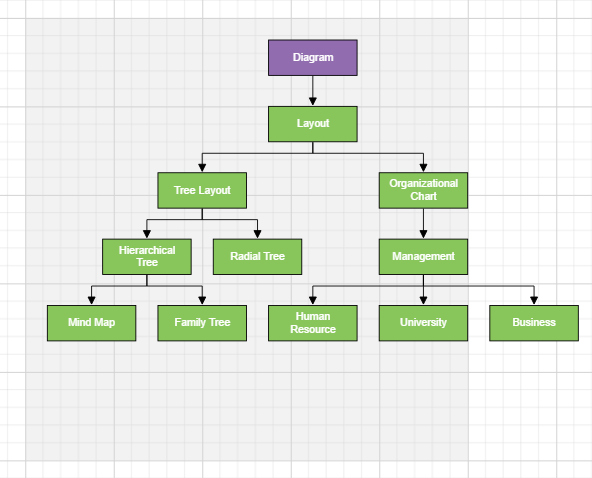 Diagram
Layout
Tree Layout
Organizational
Chart
Hierarchical
Tree
Radial Tree
Management
Mind Map
Family Tree
Human
Resource
University
Business